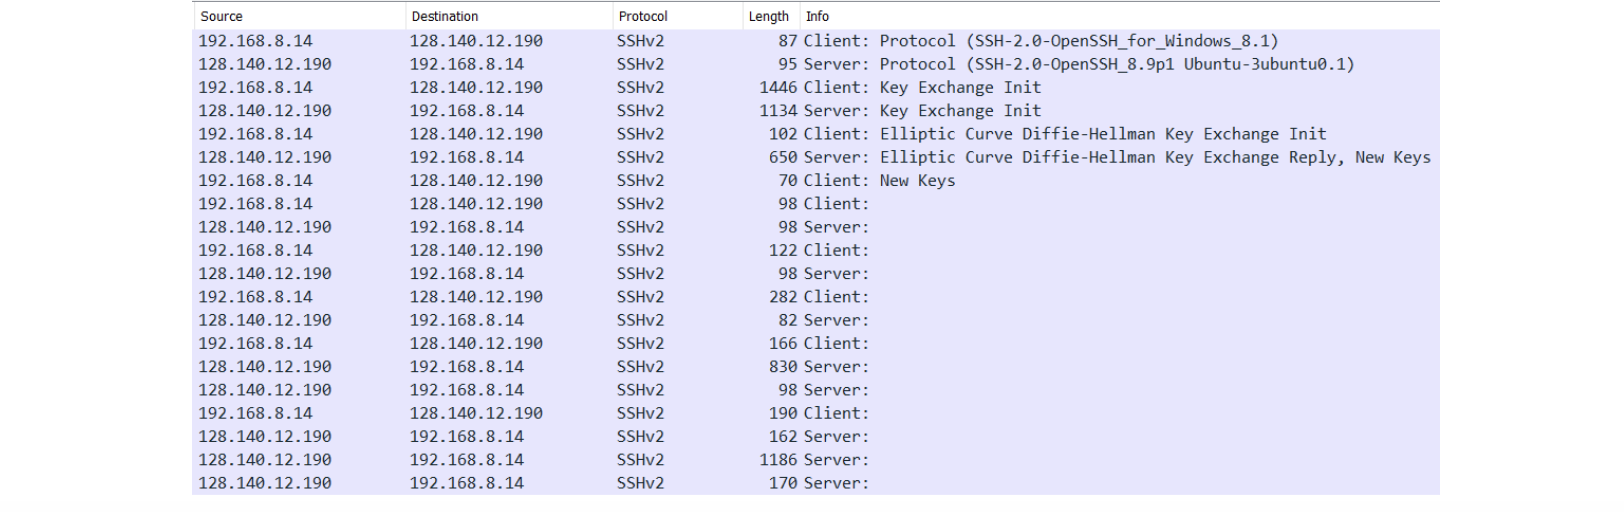 Source Destination Protocol Length Info
192.168.8.14 128.140.12.190 SSHv2 87 Client: Protocol (SSH-2.0-OpenSSH_for_Windows_8.1)
128.140.12.190 192.168.8.14 SSHv2 95 Server: Protocol (SSH-2.0-OpenSSH_8.9p1 Ubuntu-3ubuntu0.1)
192.168.8.14 128.140.12.190 SSHv2 1446 Client: Key Exchange Init
128.140.12.190 192.168.8.14 SSHv2 1134 Server: Key Exchange Init
192.168.8.14 128.140.12.190 SSHv2 102 Client: Elliptic Curve Diffie-Hellman Key Exchange Init
128.140.12.190 192.168.8.14 SSHv2 650 Server: Elliptic Curve Diffie-Hellman Key Exchange Reply, New Keys
192.168.8.14 128.140.12.190 SSHv2 70 Client: New Keys
192.168.8.14 128.140.12.190 SSHv2 98 Client:
128.140.12.190 192.168.8.14 SSHv2 98 Server:
192.168.8.14 128.140.12.190 SSHv2 122 Client:
128.140.12.190 192.168.8.14 SSHv2 98 Server:
192.168.8.14 128.140.12.190 SSHv2 282 Client:
128.140.12.190 192.168.8.14 SSHv2 82 Server:
192.168.8.14 128.140.12.190 SSHv2 166 Client:
128.140.12.190 192.168.8.14 SSHv2 830 Server:
128.140.12.190 192.168.8.14 SSHv2 98 Server:
192.168.8.14 128.140.12.190 SSHv2 190 Client:
128.140.12.190 192.168.8.14 SSHv2 162 Server:
128.140.12.190 192.168.8.14 SSHv2 1186 Server:
128.140.12.190 192.168.8.14 SSHv2 170 Server: